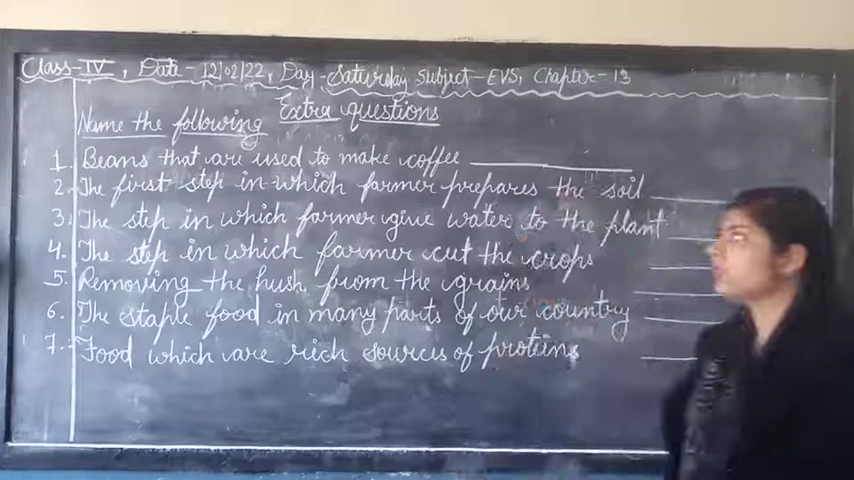 Class-IV, Date-12/02/22, Day-Saturday Subject-EVS, Chapter-13
Extra questions
Name the following
1. Beans that are used to make coffee
2. The first step in which farmer prepares the soil
3. The step in which farmer give water to the plant
4. The step in which farmer cut the crops
5. Removing the husk from the grains
6. The staple food in many parts of our country
7. Food which are rich sources of proteins